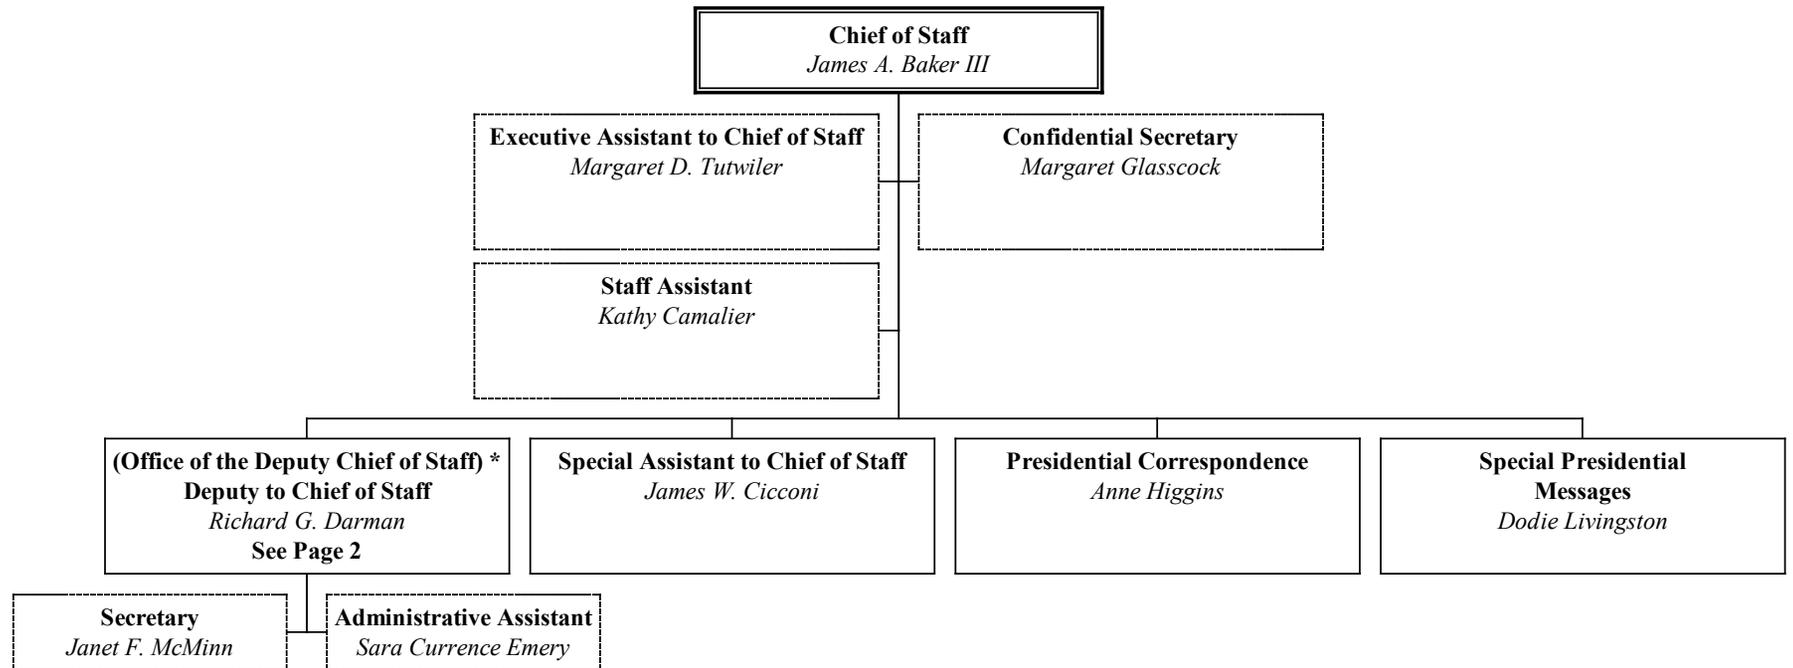 Chief of Staff
James A. Baker III
Executive Assistant to Chief of Staff
Margaret D. Tutwiler
Confidential Secretary
Margaret Glasscock
Staff Assistant
Kathy Camalier
(Office of the Deputy Chief of Staff) *
Deputy to Chief of Staff
Richard G. Darman
See Page 2
Special Assistant to Chief of Staff
James W. Cicconi
Presidential Correspondence
Anne Higgins
Special Presidential
Messages
Dodie Livingston
Secretary
Janet F. McMinn
Administrative Assistant
Sara Currence Emery